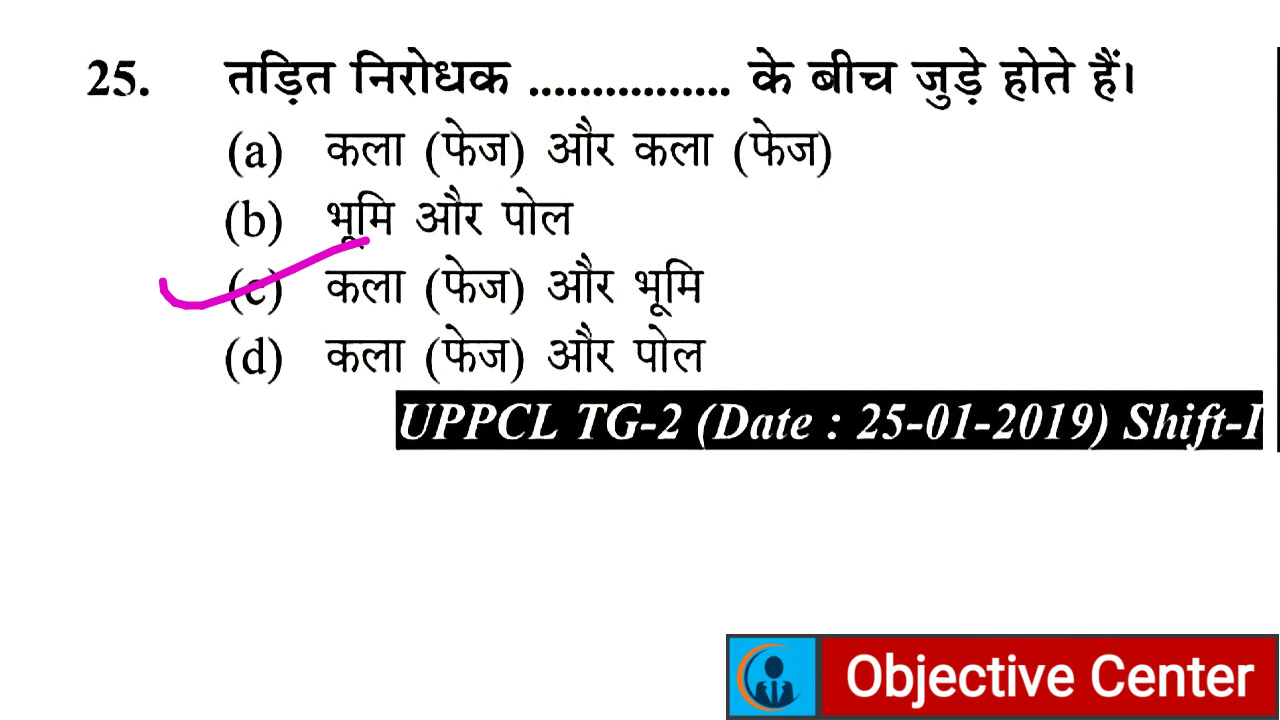 25. तड़ित निरोधक ................ के बीच जुड़े होते हैं।
(a) कला (फेज) और कला (फेज)
(b) भूमि और पोल
(c) कला (फेज) और भूमि
(d) कला (फेज) और पोल
UPPCL TG-2 (Date : 25-01-2019) Shift-I
Objective Center